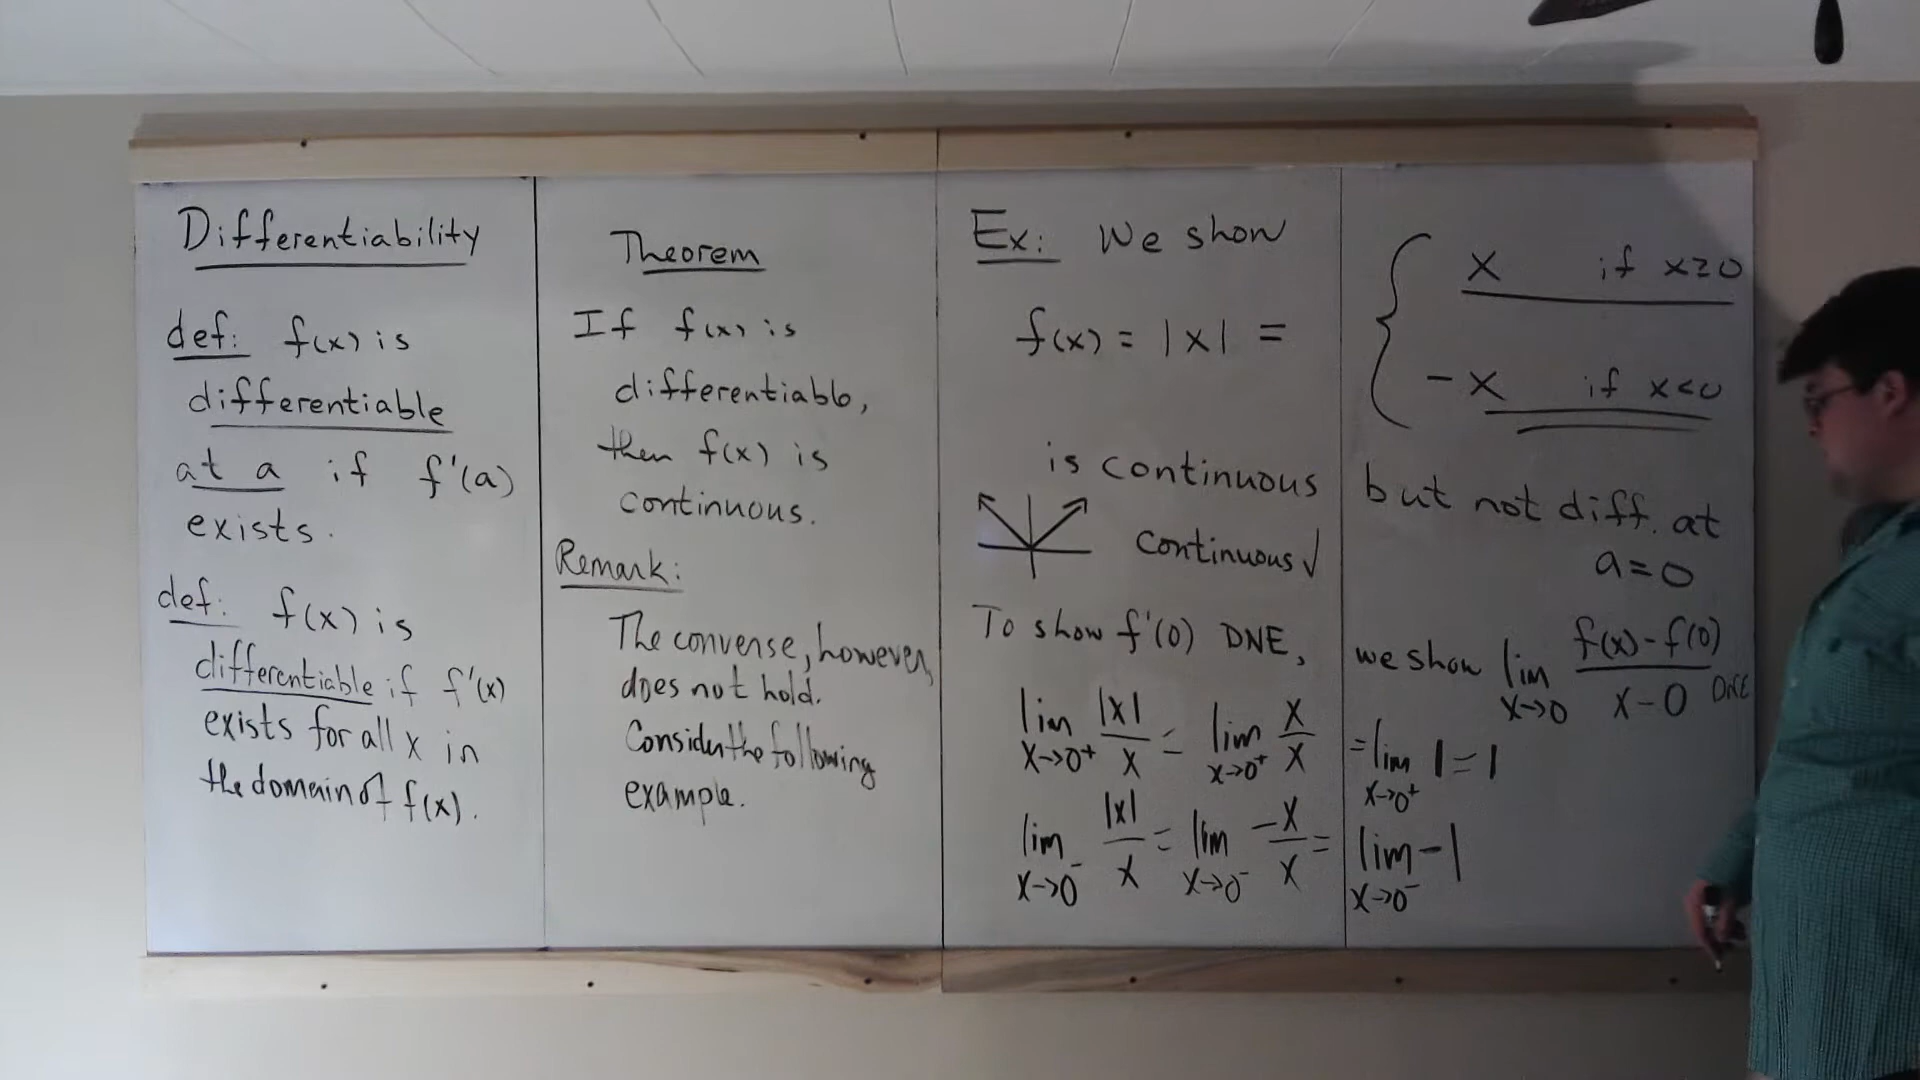 Differentiability
def: f(x) is
differentiable
at a if f'(a)
exists.
def: f(x) is
differentiable if f'(x)
exists for all x in
the domain of f(x).
Theorem
If f(x) is
differentiable,
then f(x) is
continuous.
Remark:
The converse, however,
does not hold.
Consider the following
example.
Ex: We show
f(x) = |x| =
is continuous
continuous ✓
To show f'(0) DNE,
lim x→0⁺ |x|/x = lim x→0⁺ x/x
lim x→0⁻ |x|/x = lim x→0⁻ -x/x =
{ x if x≥0
-x if x<0
but not diff. at
a=0
we show lim x→0 f(x)-f(0)/x-0 DNE
= lim x→0⁺ 1 = 1
lim x→0⁻ -1